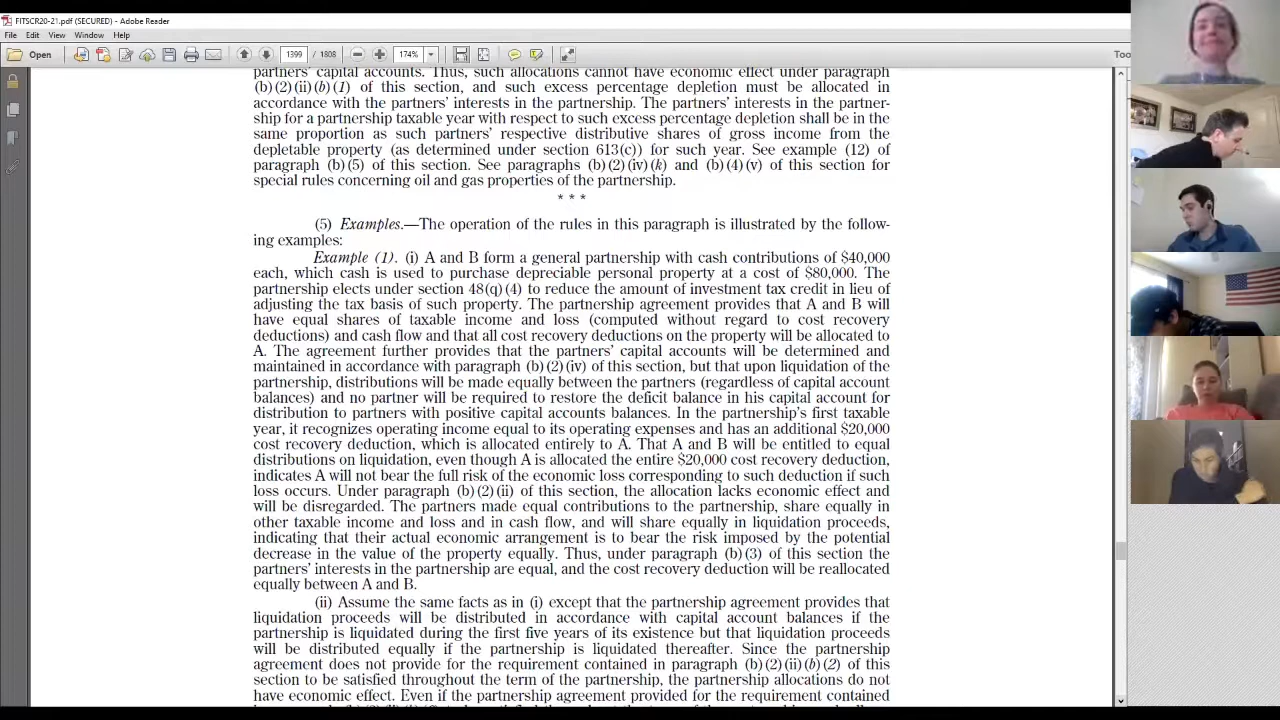 FITSCR20-21.pdf (SECURED) - Adobe Reader
File Edit View Window Help
Open 1399 / 1808 174% Too
partners' capital accounts. Thus, such allocations cannot have economic effect under paragraph
(b)(2)(ii)(b)(1) of this section, and such excess percentage depletion must be allocated in
accordance with the partners' interests in the partnership. The partners' interests in the partner-
ship for a partnership taxable year with respect to such excess percentage depletion shall be in the
same proportion as such partners' respective distributive shares of gross income from the
depletable property (as determined under section 613(c)) for such year. See example (12) of
paragraph (b)(5) of this section. See paragraphs (b)(2)(iv)(k) and (b)(4)(v) of this section for
special rules concerning oil and gas properties of the partnership.
* * *
(5) Examples.—The operation of the rules in this paragraph is illustrated by the follow-
ing examples:
Example (1). (i) A and B form a general partnership with cash contributions of $40,000
each, which cash is used to purchase depreciable personal property at a cost of $80,000. The
partnership elects under section 48(q)(4) to reduce the amount of investment tax credit in lieu of
adjusting the tax basis of such property. The partnership agreement provides that A and B will
have equal shares of taxable income and loss (computed without regard to cost recovery
deductions) and cash flow and that all cost recovery deductions on the property will be allocated to
A. The agreement further provides that the partners' capital accounts will be determined and
maintained in accordance with paragraph (b)(2)(iv) of this section, but that upon liquidation of the
partnership, distributions will be made equally between the partners (regardless of capital account
balances) and no partner will be required to restore the deficit balance in his capital account for
distribution to partners with positive capital accounts balances. In the partnership's first taxable
year, it recognizes operating income equal to its operating expenses and has an additional $20,000
cost recovery deduction, which is allocated entirely to A. That A and B will be entitled to equal
distributions on liquidation, even though A is allocated the entire $20,000 cost recovery deduction,
indicates A will not bear the full risk of the economic loss corresponding to such deduction if such
loss occurs. Under paragraph (b)(2)(ii) of this section, the allocation lacks economic effect and
will be disregarded. The partners made equal contributions to the partnership, share equally in
other taxable income and loss and in cash flow, and will share equally in liquidation proceeds,
indicating that their actual economic arrangement is to bear the risk imposed by the potential
decrease in the value of the property equally. Thus, under paragraph (b)(3) of this section the
partners' interests in the partnership are equal, and the cost recovery deduction will be reallocated
equally between A and B.
(ii) Assume the same facts as in (i) except that the partnership agreement provides that
liquidation proceeds will be distributed in accordance with capital account balances if the
partnership is liquidated during the first five years of its existence but that liquidation proceeds
will be distributed equally if the partnership is liquidated thereafter. Since the partnership
agreement does not provide for the requirement contained in paragraph (b)(2)(ii)(b)(2) of this
section to be satisfied throughout the term of the partnership, the partnership allocations do not
have economic effect. Even if the partnership agreement provided for the requirement contained